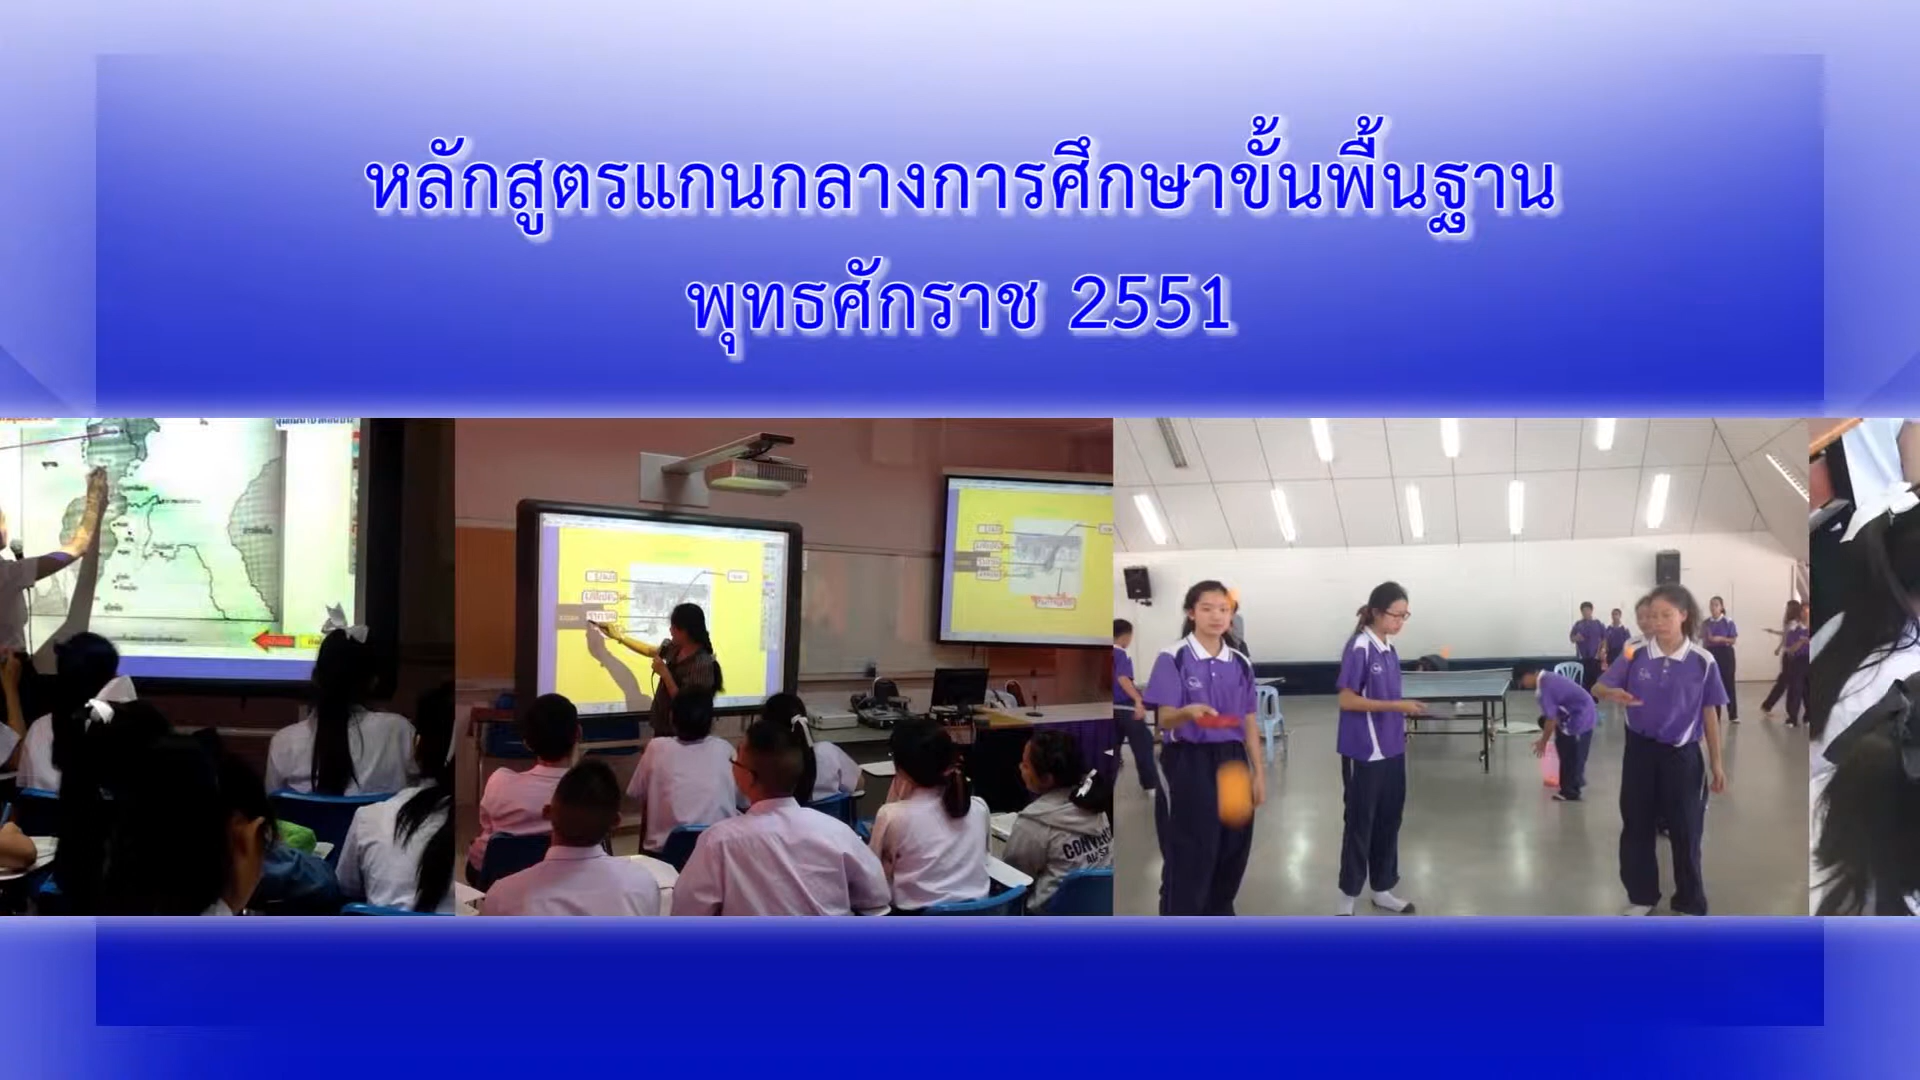 หลักสูตรแกนกลางการศึกษาขั้นพื้นฐาน
พุทธศักราช 2551